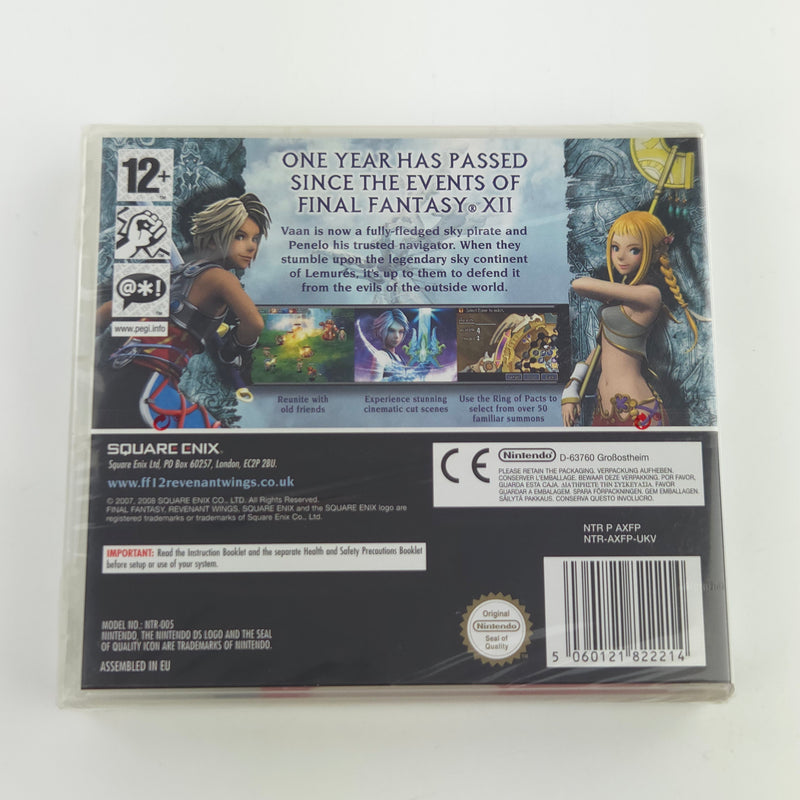 12+
™
@*!
™
www.pegi.info
ONE YEAR HAS PASSED
SINCE THE EVENTS OF
FINAL FANTASY® XII
Vaan is now a fully-fledged sky pirate and
Penelo his trusted navigator. When they
stumble upon the legendary sky continent
of Lemurés, it's up to them to defend it
from the evils of the outside world.
Reunite with
old friends
Experience stunning
cinematic cut scenes
Use the Ring of Pacts to
select from over 50
familiar summons
SQUARE ENIX
Square Enix Ltd, PO Box 60257, London, EC2P 2BU.
www.ff12revenantwings.co.uk
© 2007, 2008 SQUARE ENIX CO., LTD. All Rights Reserved.
FINAL FANTASY, REVENANT WINGS, SQUARE ENIX and the SQUARE ENIX logo are
registered trademarks or trademarks of Square Enix Co., Ltd.
CE
Nintendo
D-63760 Großostheim
PLEASE RETAIN THE PACKAGING. VERPACKUNG AUFHEBEN.
CONSERVER L'EMBALLAGE. BEWAAR DEZE VERPAKKING. POR FAVOR,
GUARDA ESTA CAJA. ΔΙΑΤΗΡΕΙΣΤΕ ΤΗΝ ΣΥΣΚΕΥΑΣΙΑ. FAVOR
GUARDAR A EMBALAGEM. SPARA FÖRPACKNINGEN. GEM EMBALLAGEN.
SÄILYTÄ PAKKAUS. CONSERVA QUESTO INVOLUCRO.
NTR P AXFP
NTR-AXFP-UKV
IMPORTANT: Read the Instruction Booklet and the separate Health and Safety Precautions Booklet
before setup or use of your system.
MODEL NO.: NTR-005
NINTENDO, THE NINTENDO DS LOGO AND THE SEAL
OF QUALITY ICON ARE TRADEMARKS OF NINTENDO.
ASSEMBLED IN EU
Original
Nintendo
Seal of
Quality
™
5 060121 822214